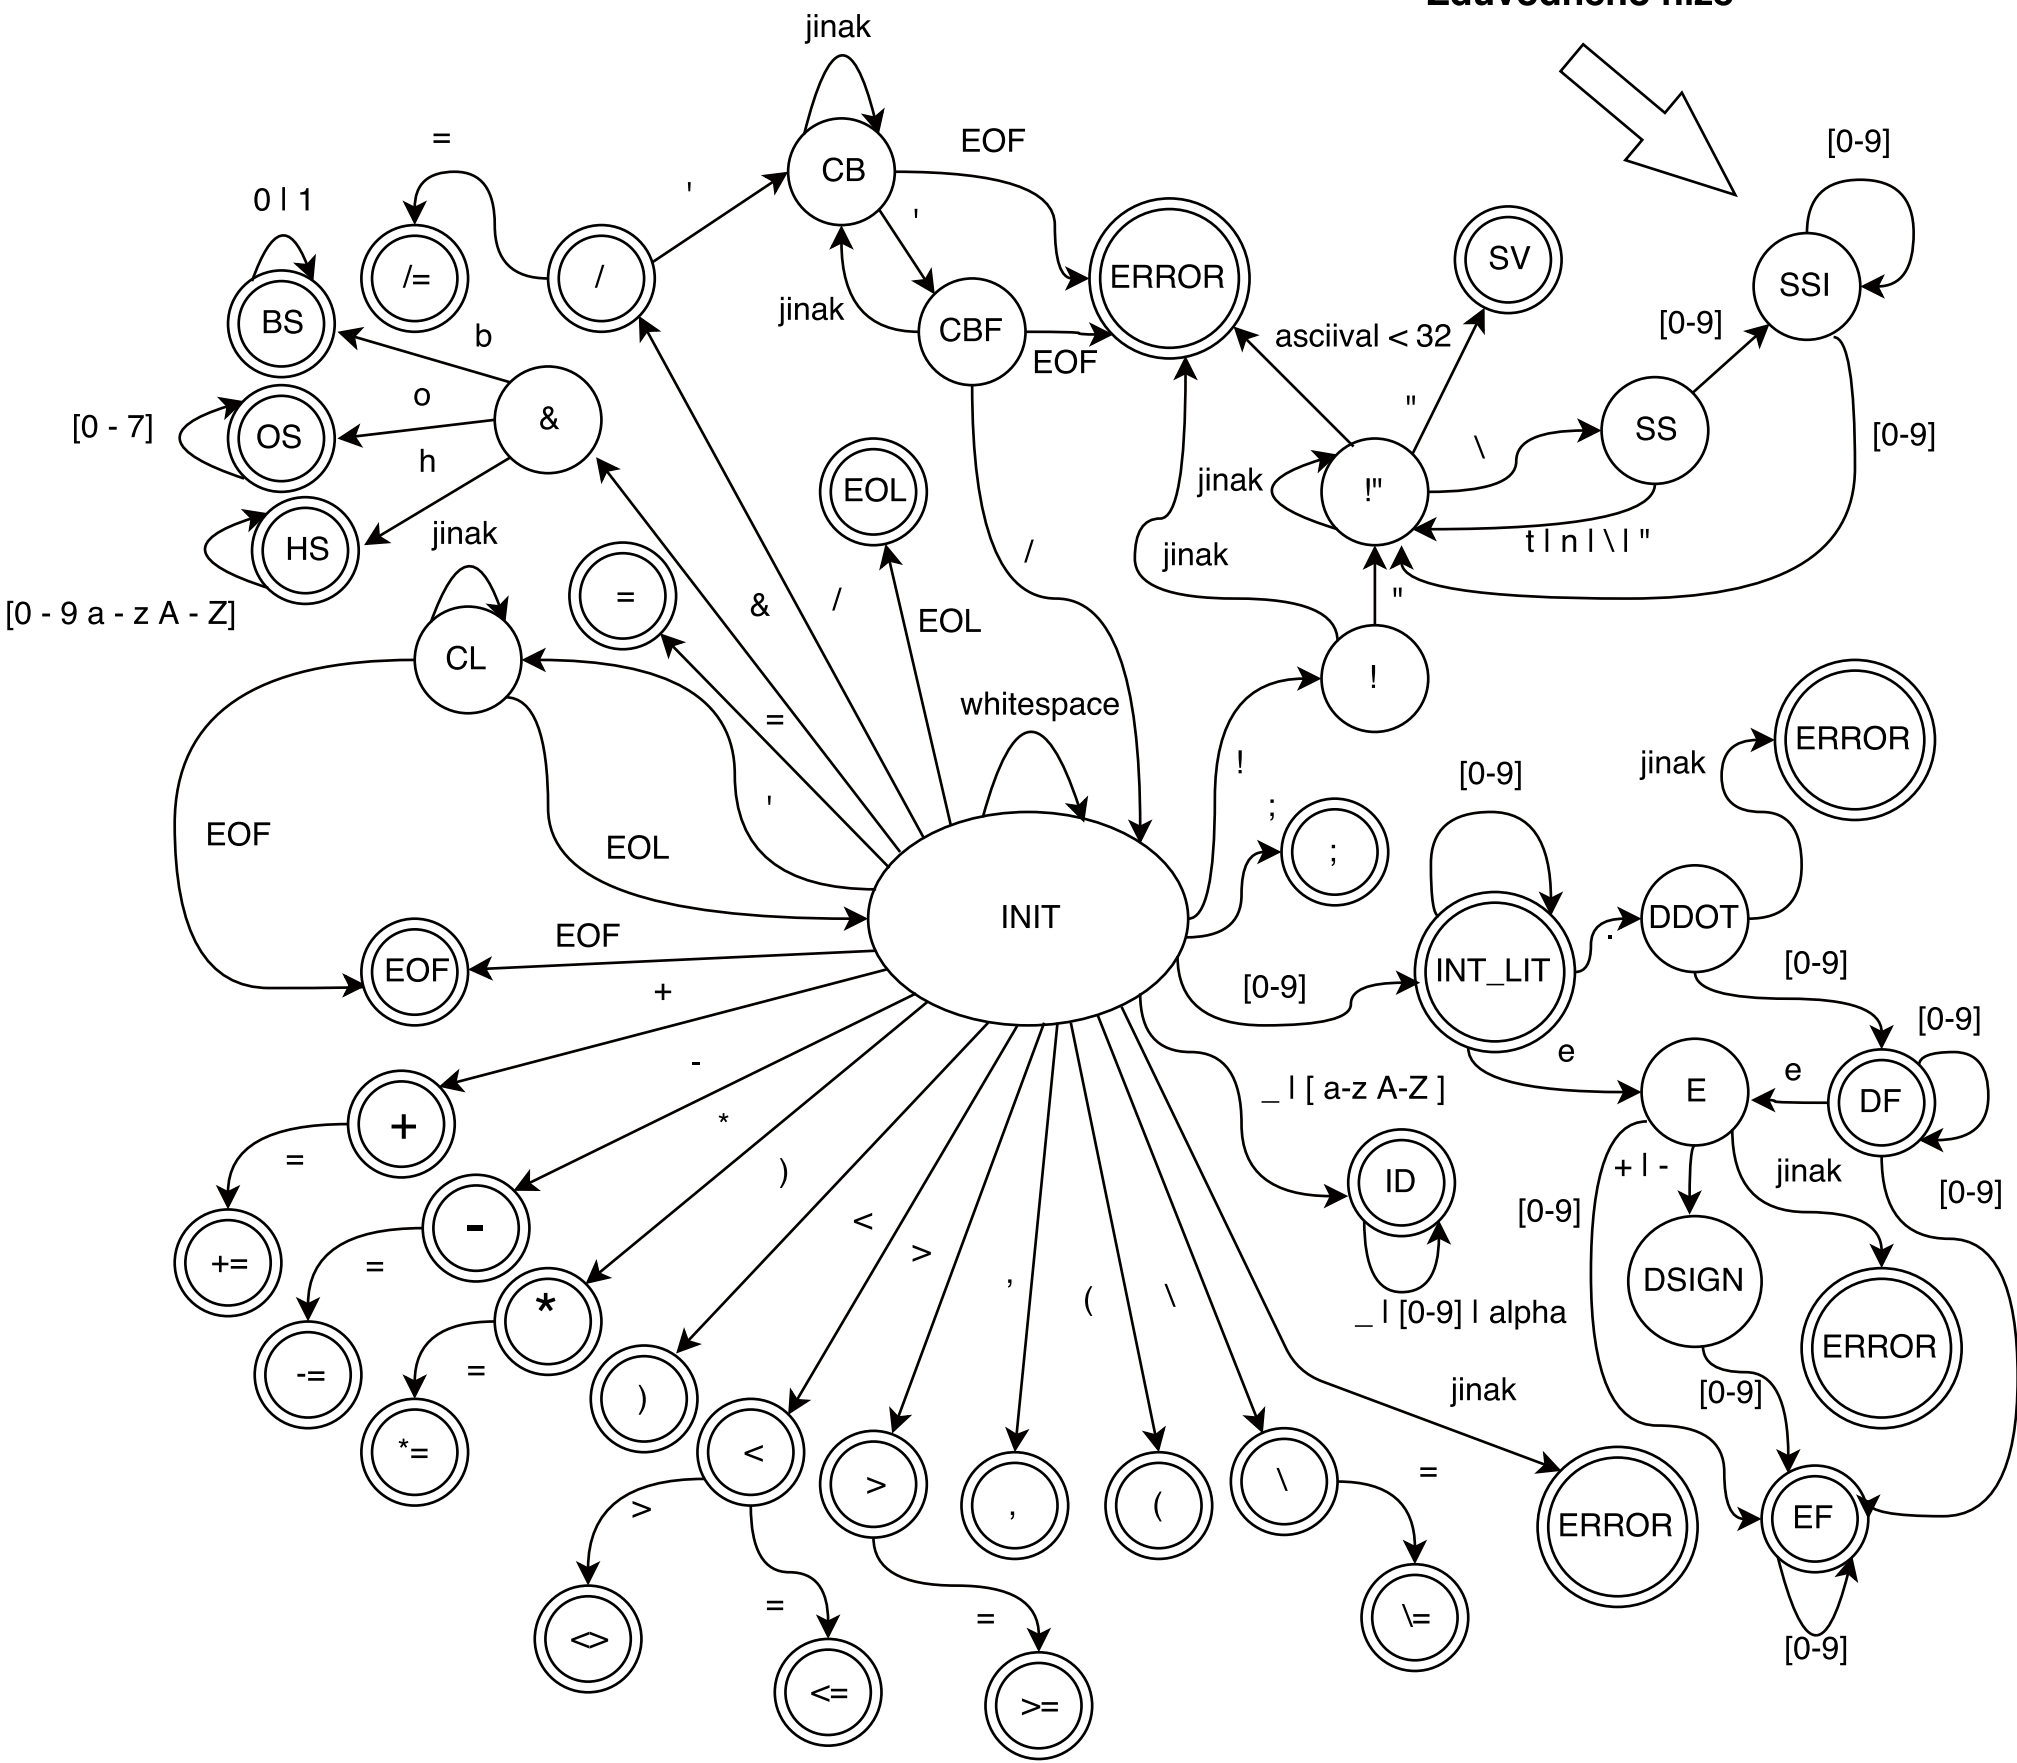 jinak
=
'
CB
EOF
[0-9]
0 | 1
/=
/
'
ERROR
SV
SSI
BS
jinak
CBF
EOF
asciival < 32
[0-9]
b
o
[0 - 7]
OS
&
h
"
\
SS
[0-9]
jinak
HS
EOL
jinak
!"
t | n | \ | "
[0 - 9 a - z A - Z]
=
&
/
EOL
/
jinak
"
CL
!
whitespace
=
ERROR
jinak
'
!
[0-9]
;
EOF
EOL
;
INIT
DDOT
.
EOF
EOF
INT_LIT
[0-9]
[0-9]
+
[0-9]
-
e
E
e
DF
_ | [ a-z A-Z ]
*
+
=
)
ID
+ | -
jinak
[0-9]
[0-9]
+=
-
=
<
>
,
(
\
DSIGN
_ | [0-9] | alpha
*
ERROR
-=
=
)
jinak
[0-9]
*=
<
>
,
(
\
=
ERROR
EF
>
=
=
\=
<>
<=
>=
[0-9]